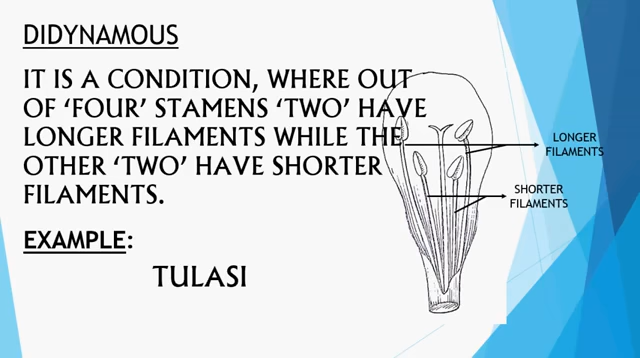 DIDYNAMOUS
IT IS A CONDITION, WHERE OUT
OF ‘FOUR’ STAMENS ‘TWO’ HAVE
LONGER FILAMENTS WHILE THE
OTHER ‘TWO’ HAVE SHORTER
FILAMENTS.
EXAMPLE:
TULASI
LONGER
FILAMENTS
SHORTER
FILAMENTS